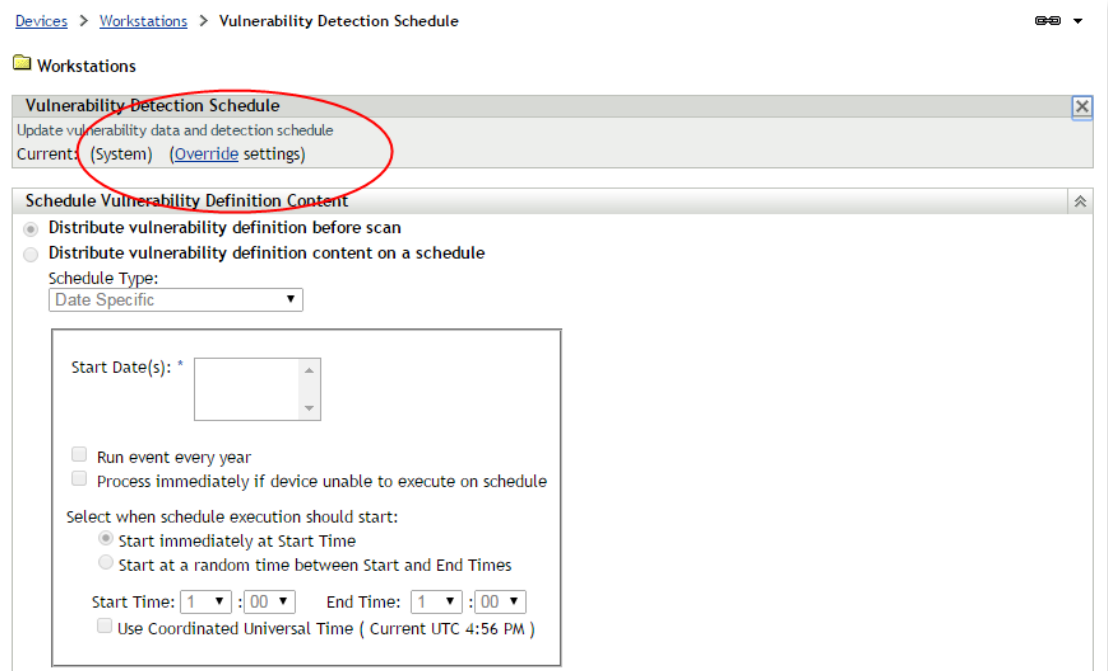 Devices > Workstations > Vulnerability Detection Schedule
Workstations
Vulnerability Detection Schedule
Update vulnerability data and detection schedule
Current: (System) (Override settings)
Schedule Vulnerability Definition Content
Distribute vulnerability definition before scan
Distribute vulnerability definition content on a schedule
Schedule Type:
Date Specific
Start Date(s): *
Run event every year
Process immediately if device unable to execute on schedule
Select when schedule execution should start:
Start immediately at Start Time
Start at a random time between Start and End Times
Start Time: 1 : 00 End Time: 1 : 00
Use Coordinated Universal Time ( Current UTC 4:56 PM )